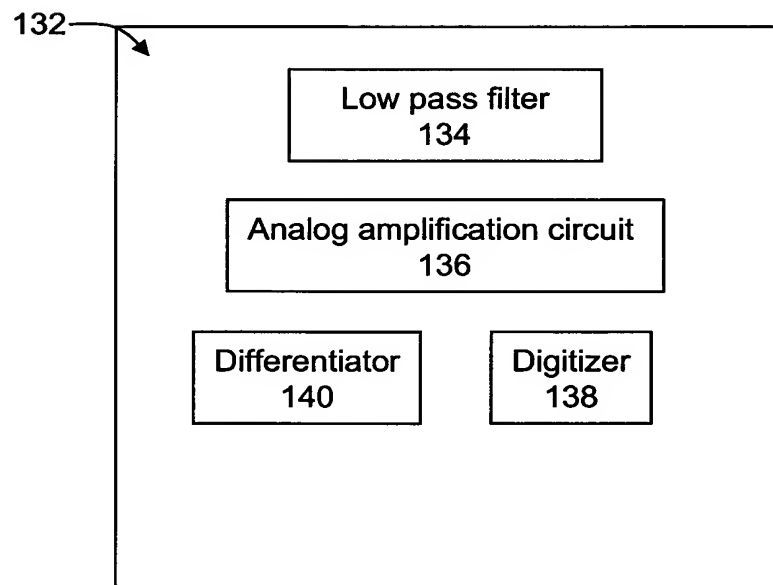 132
Low pass filter
134
Analog amplification circuit
136
Differentiator
140
Digitizer
138